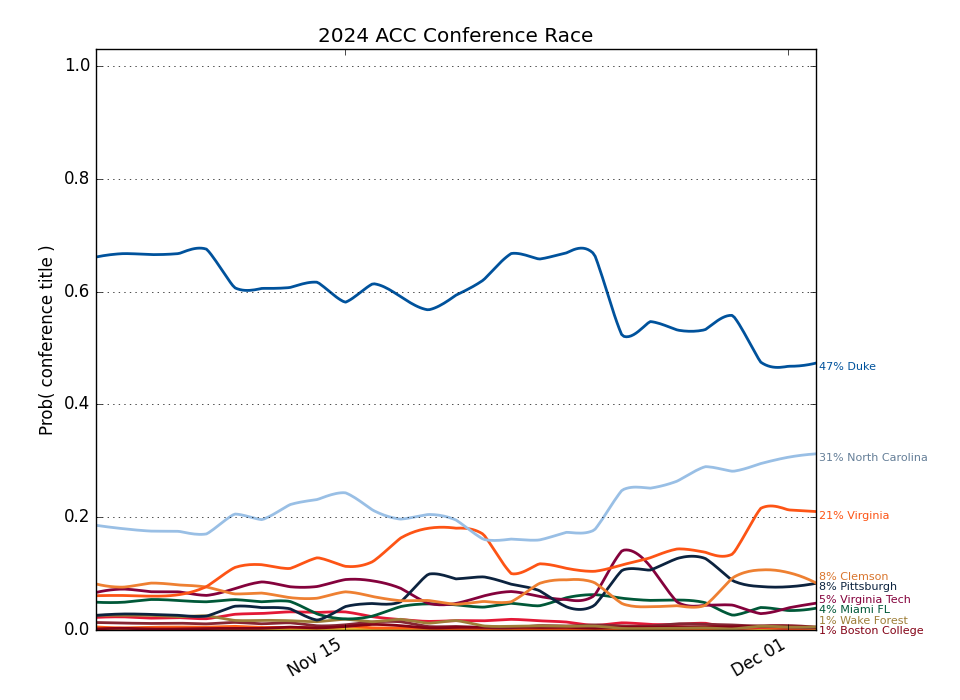 2024 ACC Conference Race
Prob( conference title )
1.0
0.8
0.6
0.4
0.2
0.0
Nov 15
Dec 01
47% Duke
31% North Carolina
21% Virginia
8% Clemson
8% Pittsburgh
5% Virginia Tech
4% Miami FL
1% Wake Forest
1% Boston College